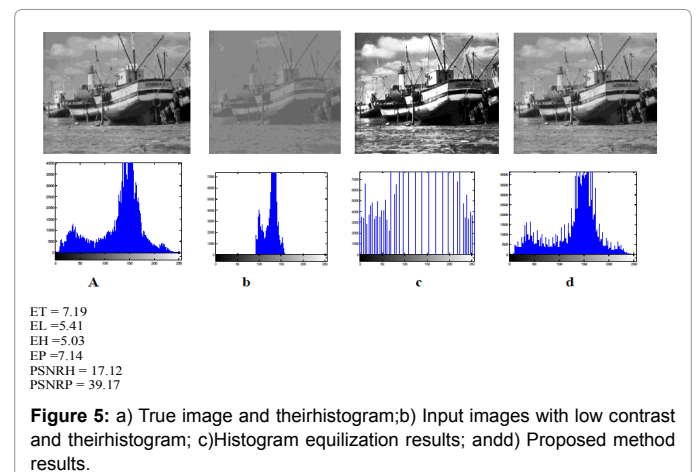 A b c d
ET = 7.19
EL =5.41
EH =5.03
EP =7.14
PSNRH = 17.12
PSNRP = 39.17
Figure 5: a) True image and theirhistogram;b) Input images with low contrast
and theirhistogram; c)Histogram equilization results; andd) Proposed method
results.